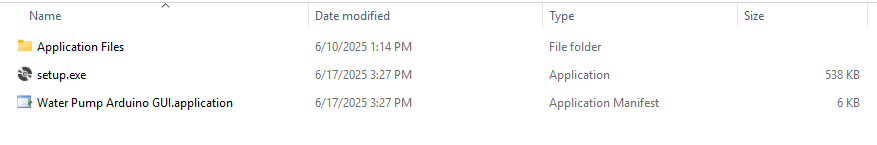 Name Date modified Type Size
Application Files 6/10/2025 1:14 PM File folder
setup.exe 6/17/2025 3:27 PM Application 538 KB
Water Pump Arduino GUI.application 6/17/2025 3:27 PM Application Manifest 6 KB